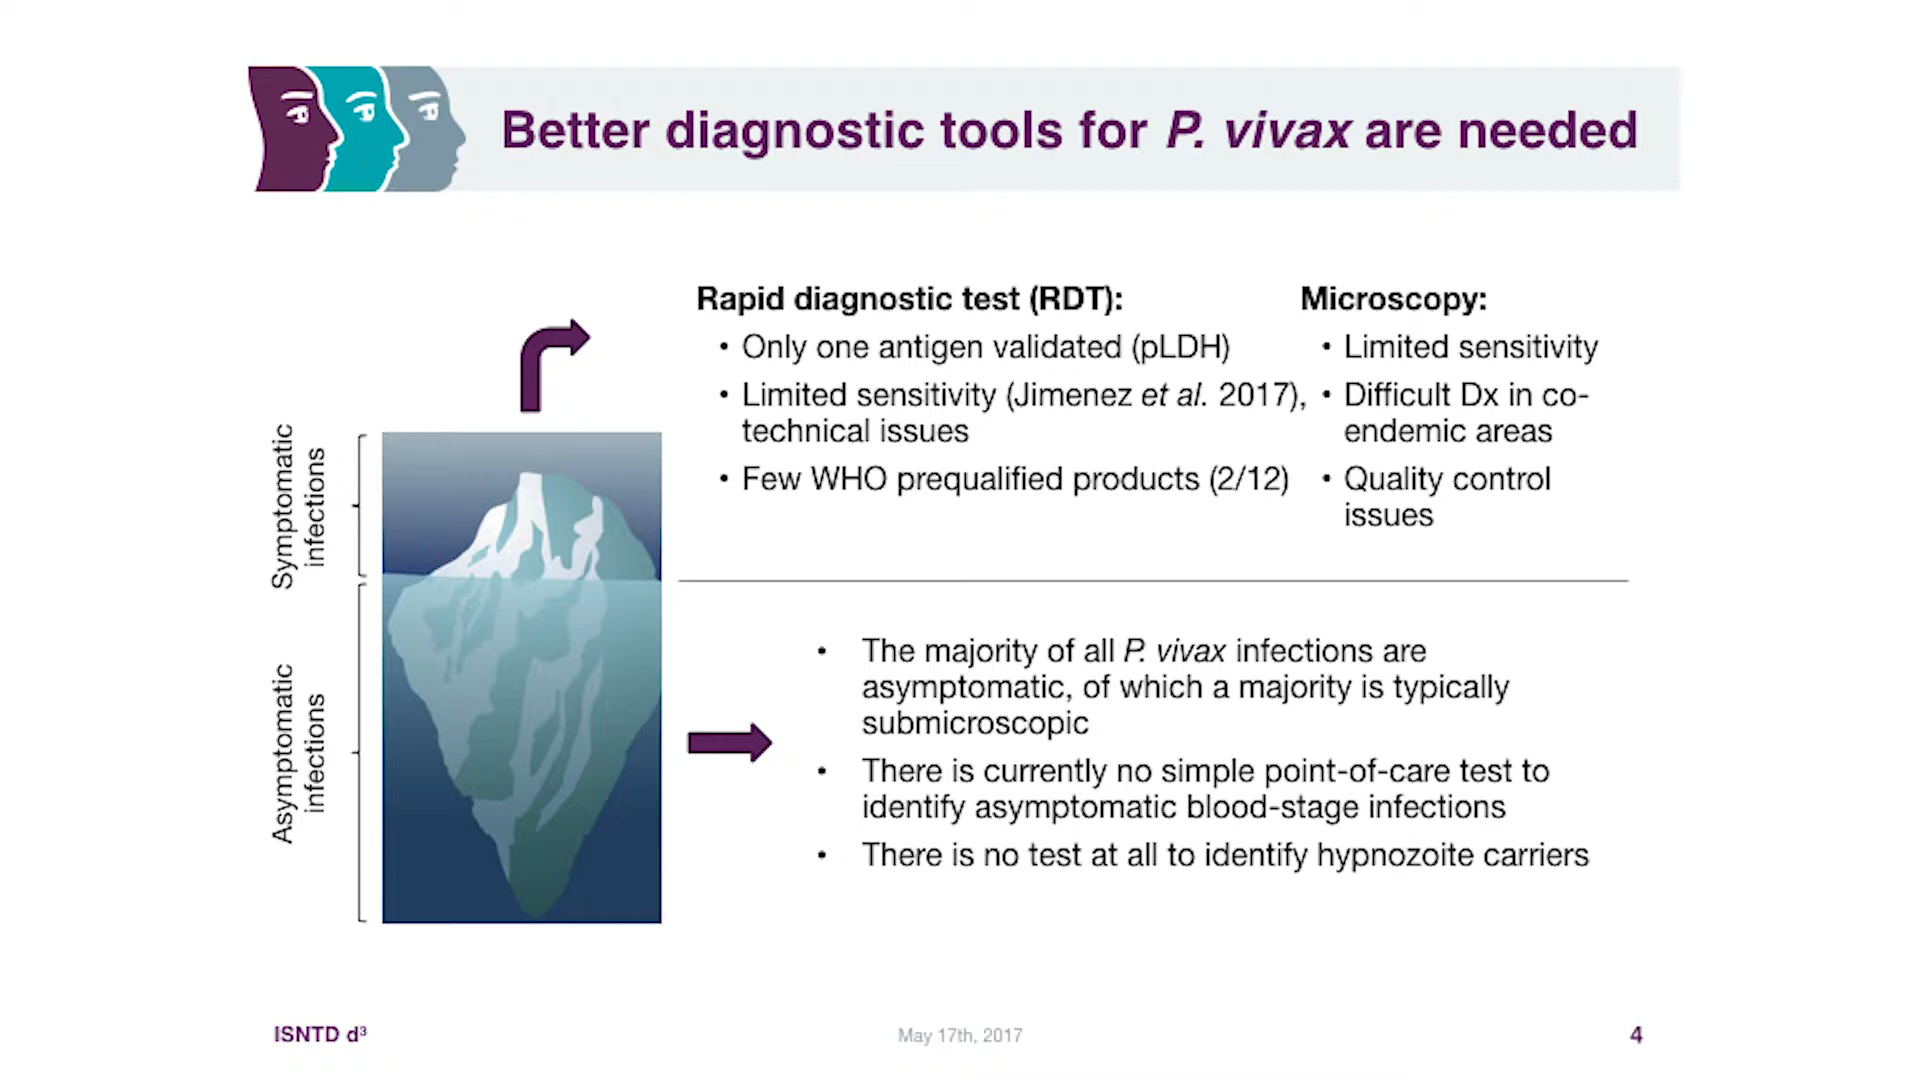 Better diagnostic tools for P. vivax are needed
Rapid diagnostic test (RDT):
• Only one antigen validated (pLDH)
• Limited sensitivity (Jimenez et al. 2017),
technical issues
• Few WHO prequalified products (2/12)
Microscopy:
• Limited sensitivity
• Difficult Dx in co-
endemic areas
• Quality control
issues
Symptomatic
infections
Asymptomatic
infections
• The majority of all P. vivax infections are
asymptomatic, of which a majority is typically
submicroscopic
• There is currently no simple point-of-care test to
identify asymptomatic blood-stage infections
• There is no test at all to identify hypnozoite carriers
ISNTD d³
May 17th, 2017
4